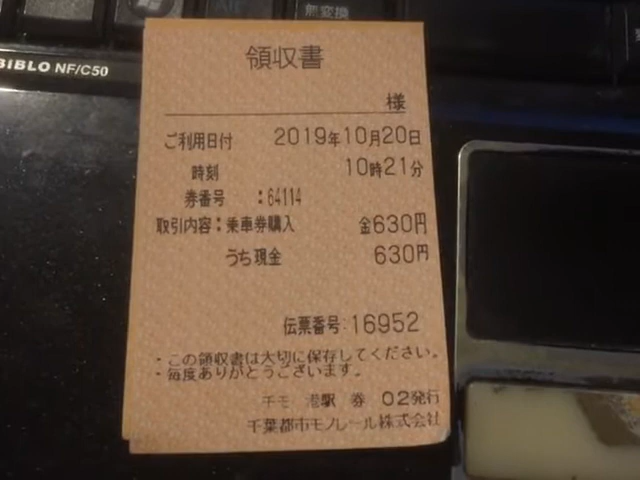 無変換
BIBLO NF/C50
領収書
様
ご利用日付 2019年10月20日
時刻 10時21分
券番号 :64114
取引内容:乗車券購入 金630円
うち現金 630円
伝票番号:16952
・この領収書は大切に保存してください。
・毎度ありがとうございます。
千モ 港駅 券 02発行
千葉都市モノレール株式会社